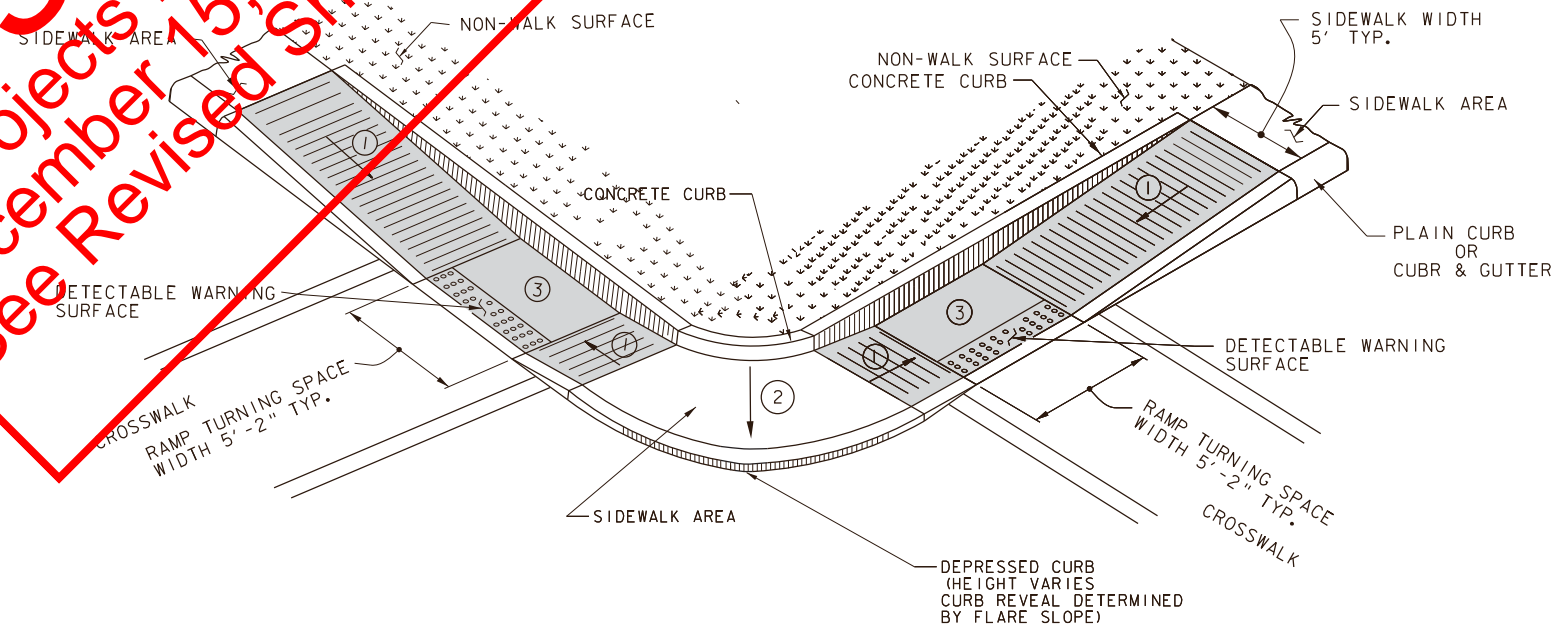 ojects
cember 15,
ee Revised Sh
SIDEWALK AREA
NON-WALK SURFACE
SIDEWALK WIDTH
5' TYP.
NON-WALK SURFACE
CONCRETE CURB
SIDEWALK AREA
1
1
CONCRETE CURB
PLAIN CURB
OR
CUBR & GUTTER
DETECTABLE WARNING
SURFACE
3
3
1
1
DETECTABLE WARNING
SURFACE
2
CROSSWALK
RAMP TURNING SPACE
WIDTH 5'-2" TYP.
RAMP TURNING SPACE
WIDTH 5'-2" TYP.
CROSSWALK
SIDEWALK AREA
DEPRESSED CURB
(HEIGHT VARIES
CURB REVEAL DETERMINED
BY FLARE SLOPE)